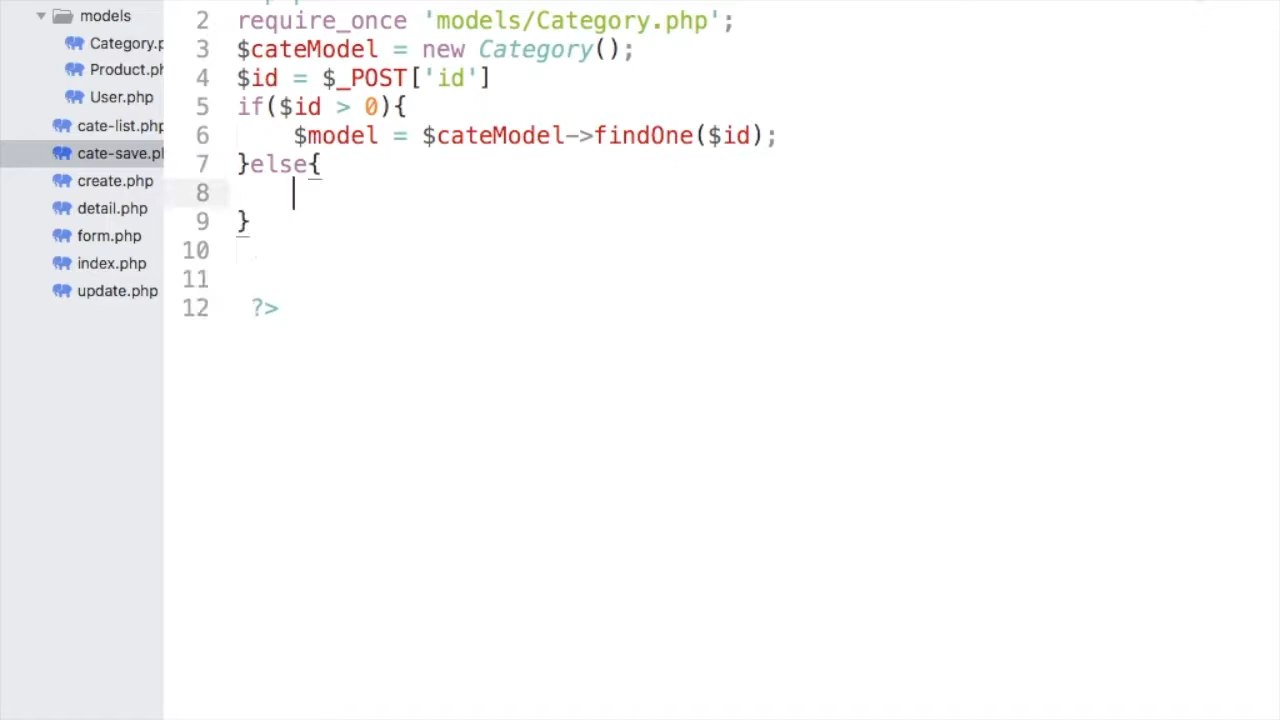 models
Category.p
Product.ph
User.php
cate-list.php
cate-save.pl
create.php
detail.php
form.php
index.php
update.php
2 require_once 'models/Category.php';
3 $cateModel = new Category();
4 $id = $_POST['id']
5 if($id > 0){
6 $model = $cateModel->findOne($id);
7 }else{
8
9 }
10
11
12 ?>